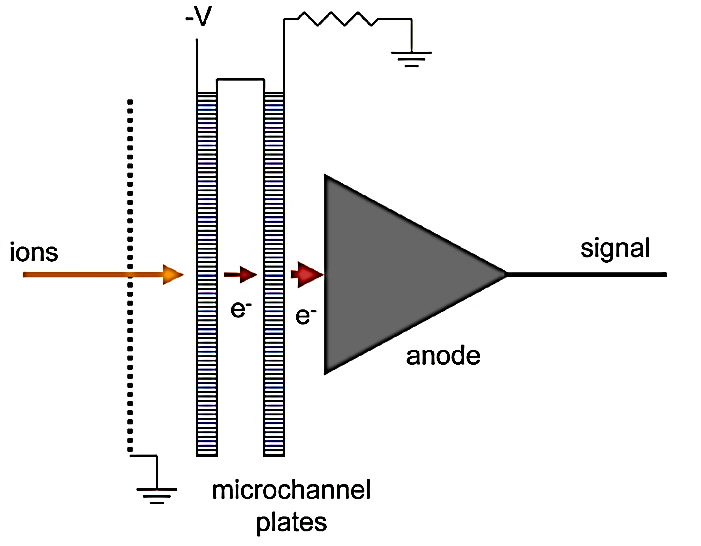 -V
ions
e-
e-
signal
anode
microchannel
plates